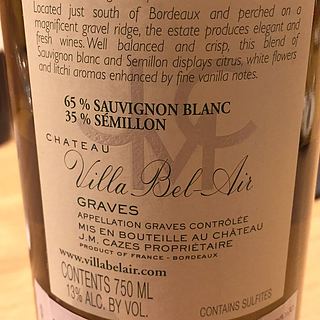 Located just south of Bordeaux and perched on a
magnificent gravel ridge, the estate produces elegant and
fresh wines. Well balanced and crisp, this blend of
Sauvignon blanc and Semillon displays citrus, white flowers
and litchi aromas enhanced by fine vanilla notes.
65 % SAUVIGNON BLANC
35 % SÉMILLON
CHATEAU
Villa Bel-Air
GRAVES
APPELLATION GRAVES CONTRÔLÉE
MIS EN BOUTEILLE AU CHÂTEAU
J.M. CAZES PROPRIÉTAIRE
PRODUCT OF FRANCE - BORDEAUX
www.villabelair.com
CONTENTS 750 ML
13% ALC. BY VOL.
CONTAINS SULFITES